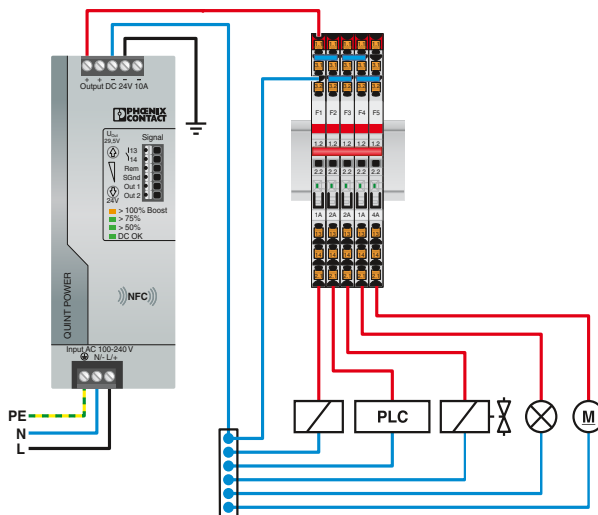 + + − − −
Output DC 24V 10A
PHŒNIX
CONTACT
UOut
29,5V
Signal
13
14
Rem
SGnd
Out 1
Out 2
24V
> 100% Boost
> 75%
> 50%
DC OK
QUINT POWER
NFC
Input AC 100-240 V
N/- L/+
PE
N
L
F1 F2 F3 F4 F5
1.2 1.2 1.2 1.2 1.2
2.2 2.2 2.2 2.2 2.2
1A 2A 2A 1A 4A
PLC
M